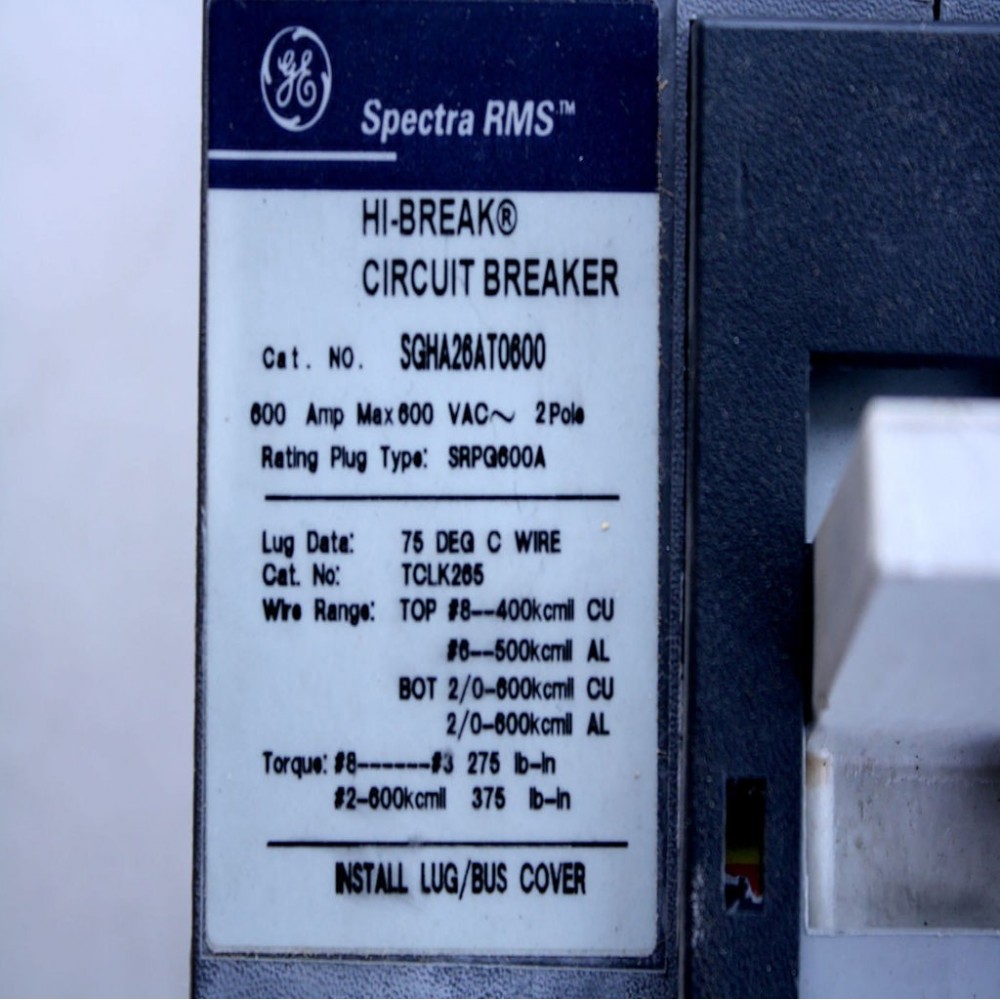 GE
Spectra RMS™
HI-BREAK®
CIRCUIT BREAKER
Cat. NO. SGHA26AT0600
600 Amp Max 600 VAC~ 2 Pole
Rating Plug Type: SRPG600A
Lug Data: 75 DEG C WIRE
Cat. No: TCLK265
Wire Range: TOP #8--400kcmil CU
#6--500kcmil AL
BOT 2/0-600kcmil CU
2/0-600kcmil AL
Torque: #8------#3 275 lb-in
#2-600kcmil 375 lb-in
INSTALL LUG/BUS COVER